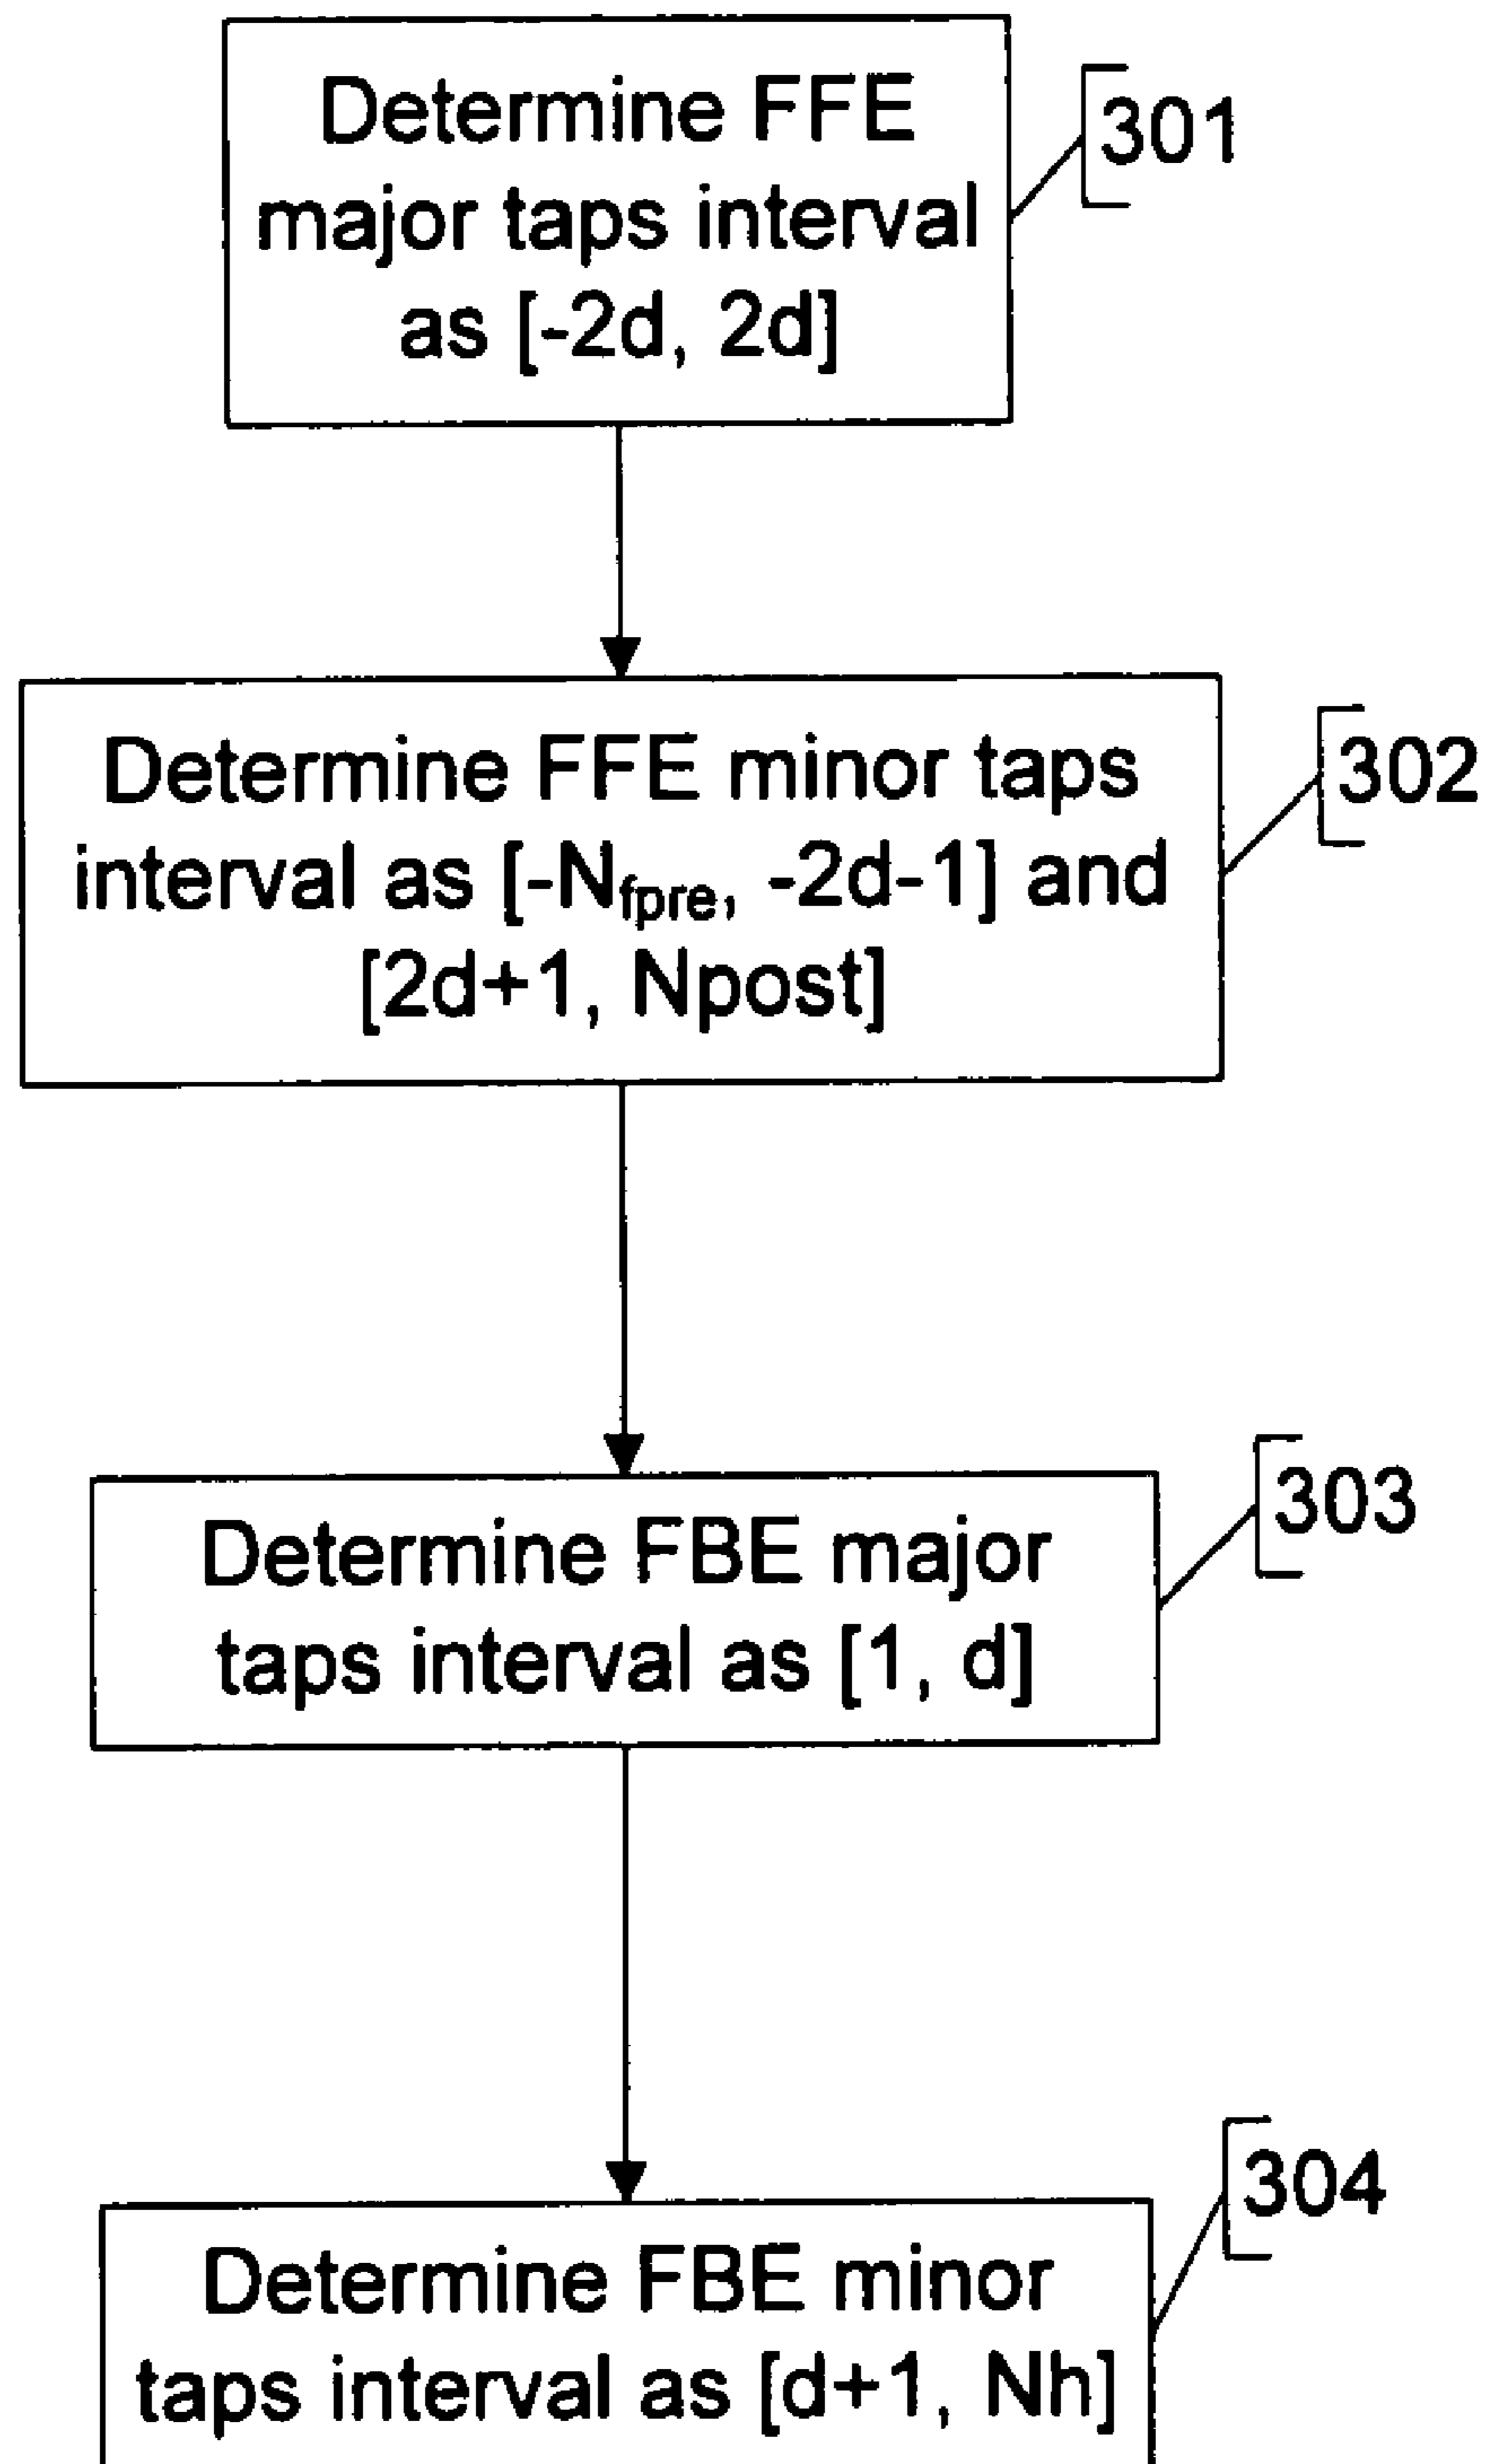 Determine FFE
major taps interval
as [-2d, 2d]
301
Determine FFE minor taps
interval as [-Nfpre, -2d-1] and
[2d+1, Npost]
302
Determine FBE major
taps interval as [1, d]
303
Determine FBE minor
taps interval as [d+1, Nh]
304